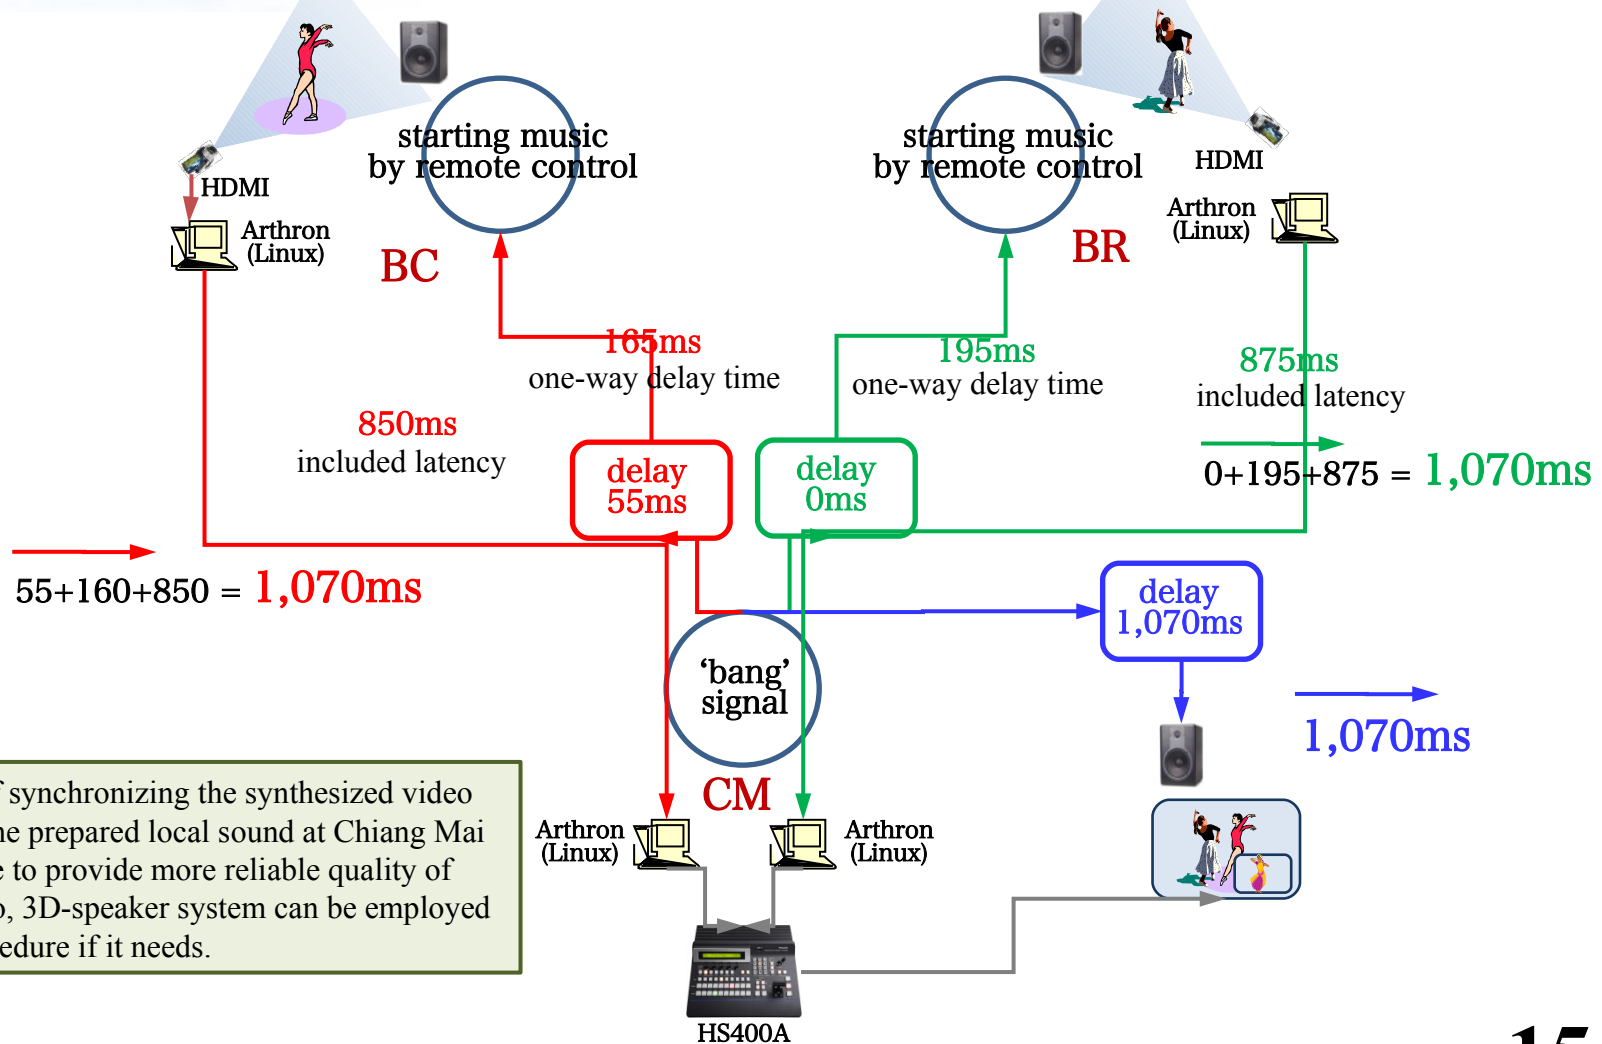 starting music
by remote control
starting music
by remote control
HDMI
HDMI
Arthron
(Linux)
Arthron
(Linux)
BC
BR
165ms
one-way delay time
195ms
one-way delay time
875ms
included latency
850ms
included latency
delay
55ms
delay
0ms
0+195+875 = 1,070ms
55+160+850 = 1,070ms
delay
1,070ms
‘bang’
signal
1,070ms
CM
synchronizing the synthesized video
prepared local sound at Chiang Mai
to provide more reliable quality of
3D-speaker system can be employed
if it needs.
Arthron
(Linux)
Arthron
(Linux)
HS400A
15